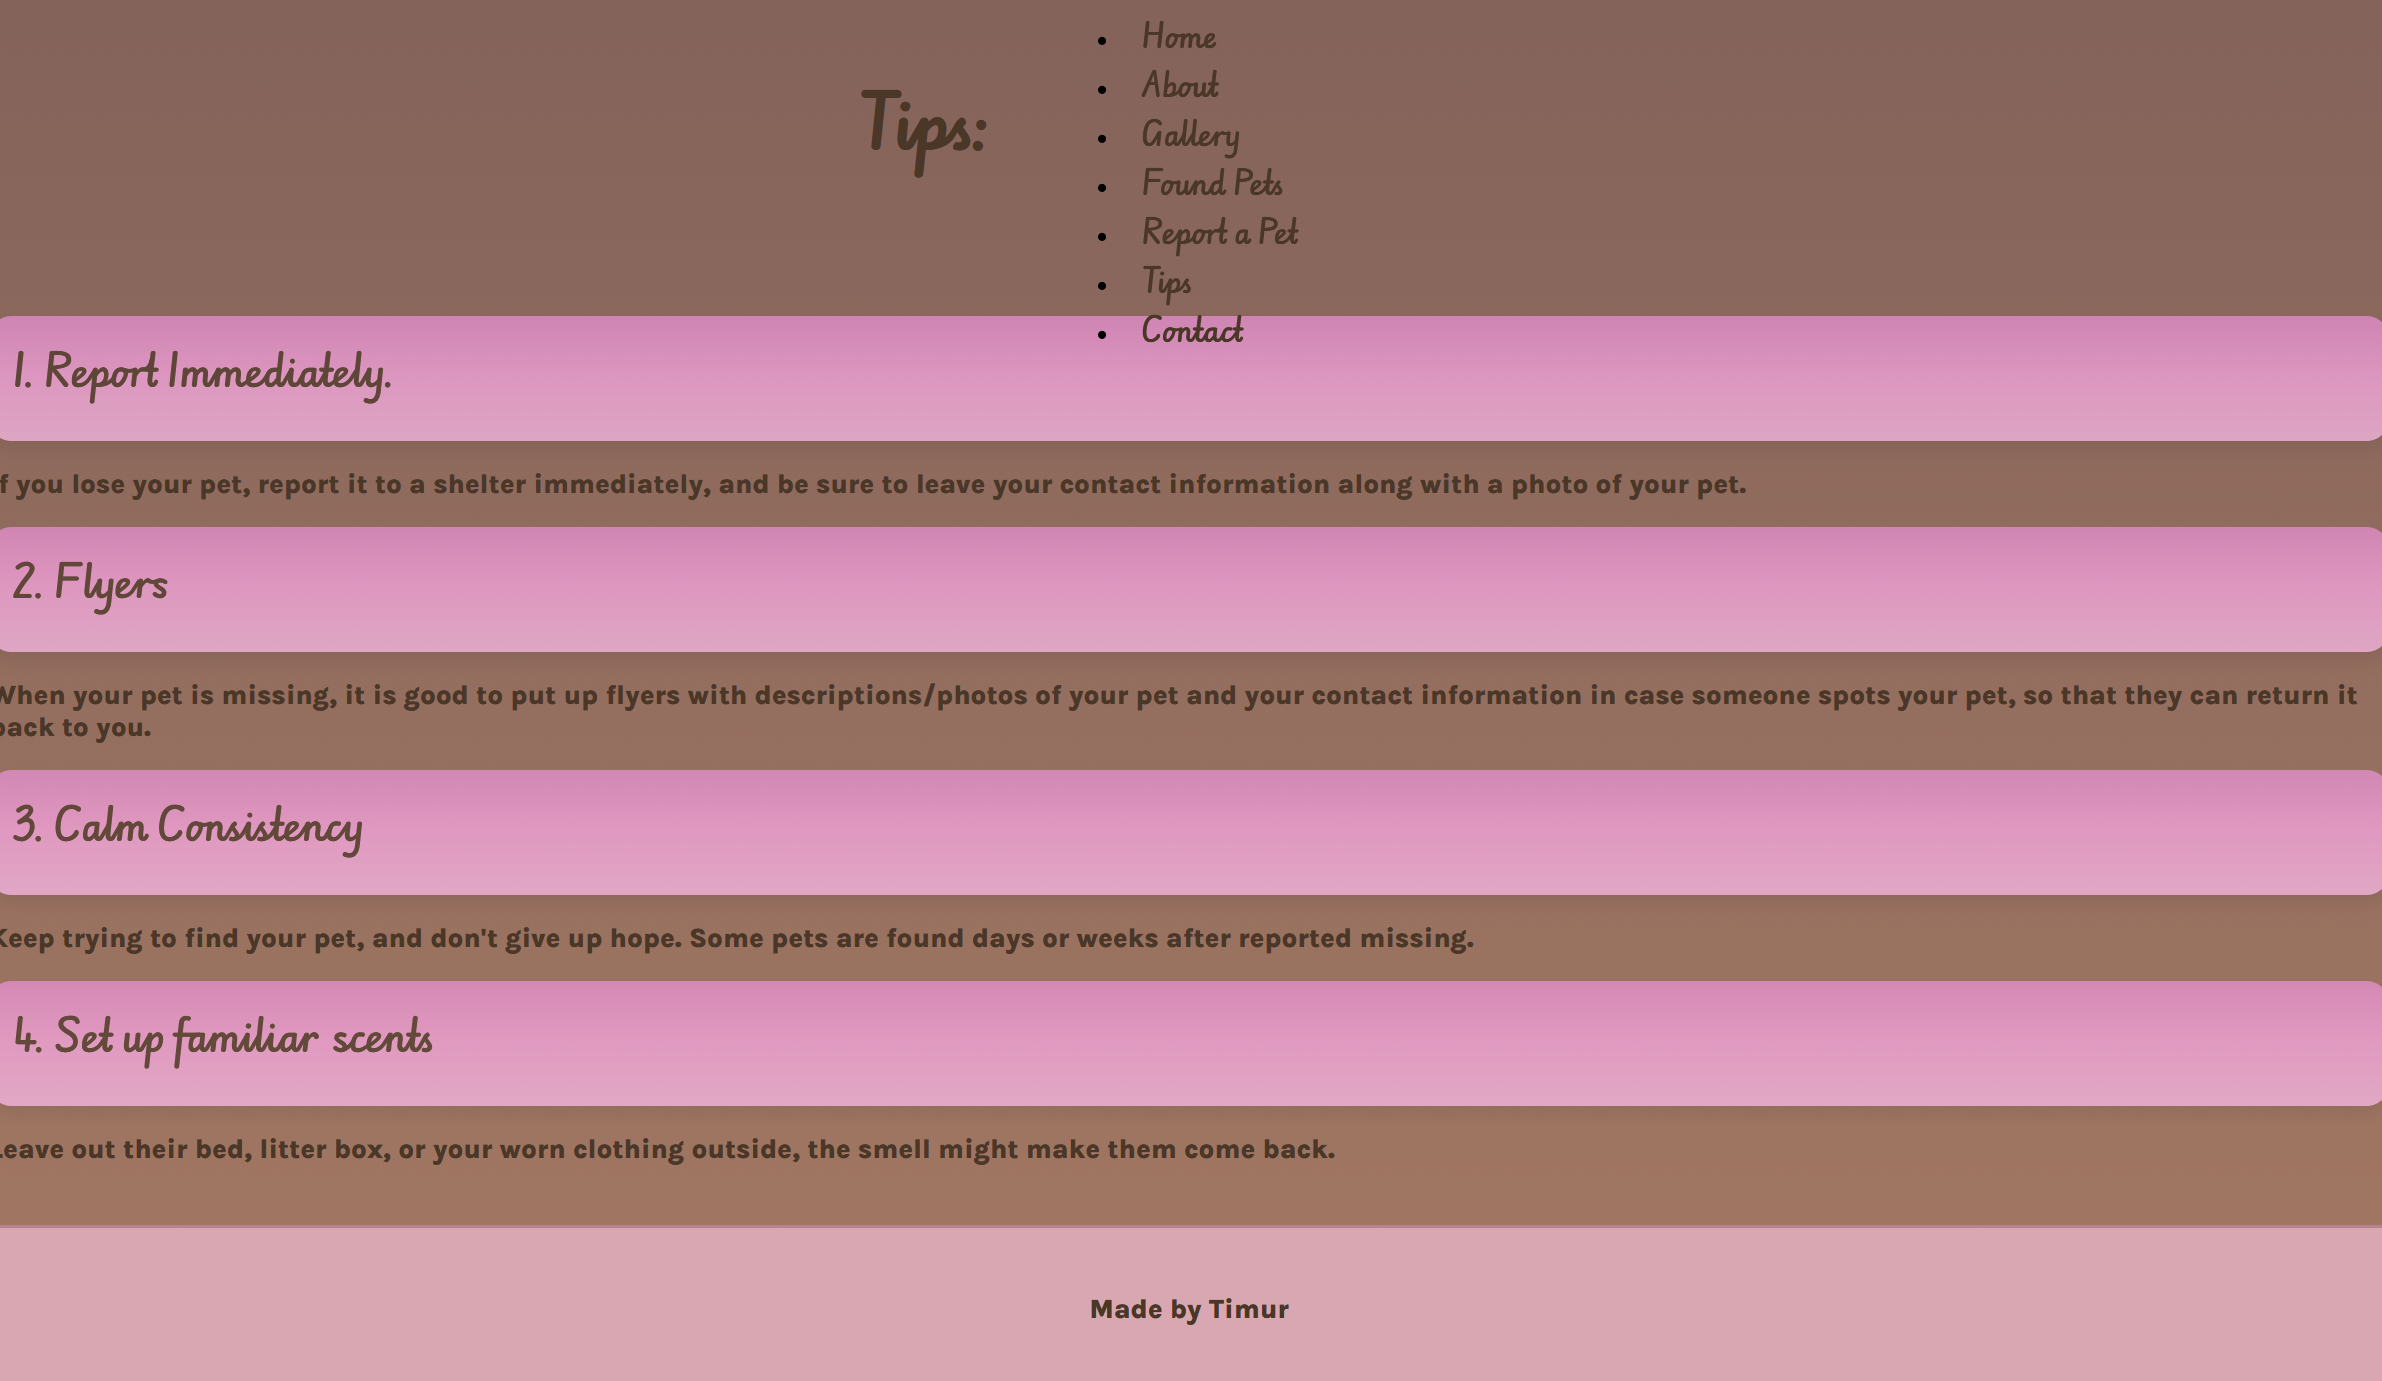 Tips:
Home
About
Gallery
Found Pets
Report a Pet
Tips
Contact
1. Report Immediately.
If you lose your pet, report it to a shelter immediately, and be sure to leave your contact information along with a photo of your pet.
2. Flyers
When your pet is missing, it is good to put up flyers with descriptions/photos of your pet and your contact information in case someone spots your pet, so that they can return it
back to you.
3. Calm Consistency
Keep trying to find your pet, and don't give up hope. Some pets are found days or weeks after reported missing.
4. Set up familiar scents
Leave out their bed, litter box, or your worn clothing outside, the smell might make them come back.
Made by Timur